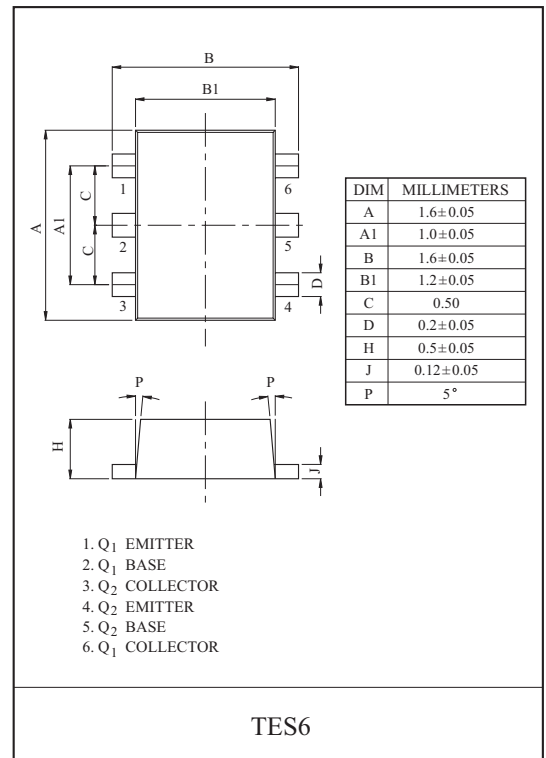 B
B1
A
A1
C
C
D
1
2
3
6
5
4
DIM MILLIMETERS
A 1.6±0.05
A1 1.0±0.05
B 1.6±0.05
B1 1.2±0.05
C 0.50
D 0.2±0.05
H 0.5±0.05
J 0.12±0.05
P 5°
P
P
H
J
1. Q1 EMITTER
2. Q1 BASE
3. Q2 COLLECTOR
4. Q2 EMITTER
5. Q2 BASE
6. Q1 COLLECTOR
TES6